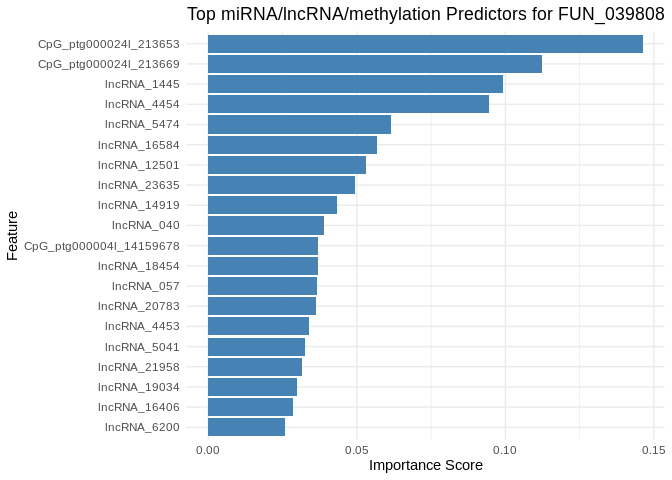 Top miRNA/lncRNA/methylation Predictors for FUN_039808
CpG_ptg000024l_213653
CpG_ptg000024l_213669
lncRNA_1445
lncRNA_4454
lncRNA_5474
lncRNA_16584
lncRNA_12501
lncRNA_23635
lncRNA_14919
lncRNA_040
CpG_ptg000004l_14159678
lncRNA_18454
lncRNA_057
lncRNA_20783
lncRNA_4453
lncRNA_5041
lncRNA_21958
lncRNA_19034
lncRNA_16406
lncRNA_6200
Feature
0.00 0.05 0.10 0.15
Importance Score